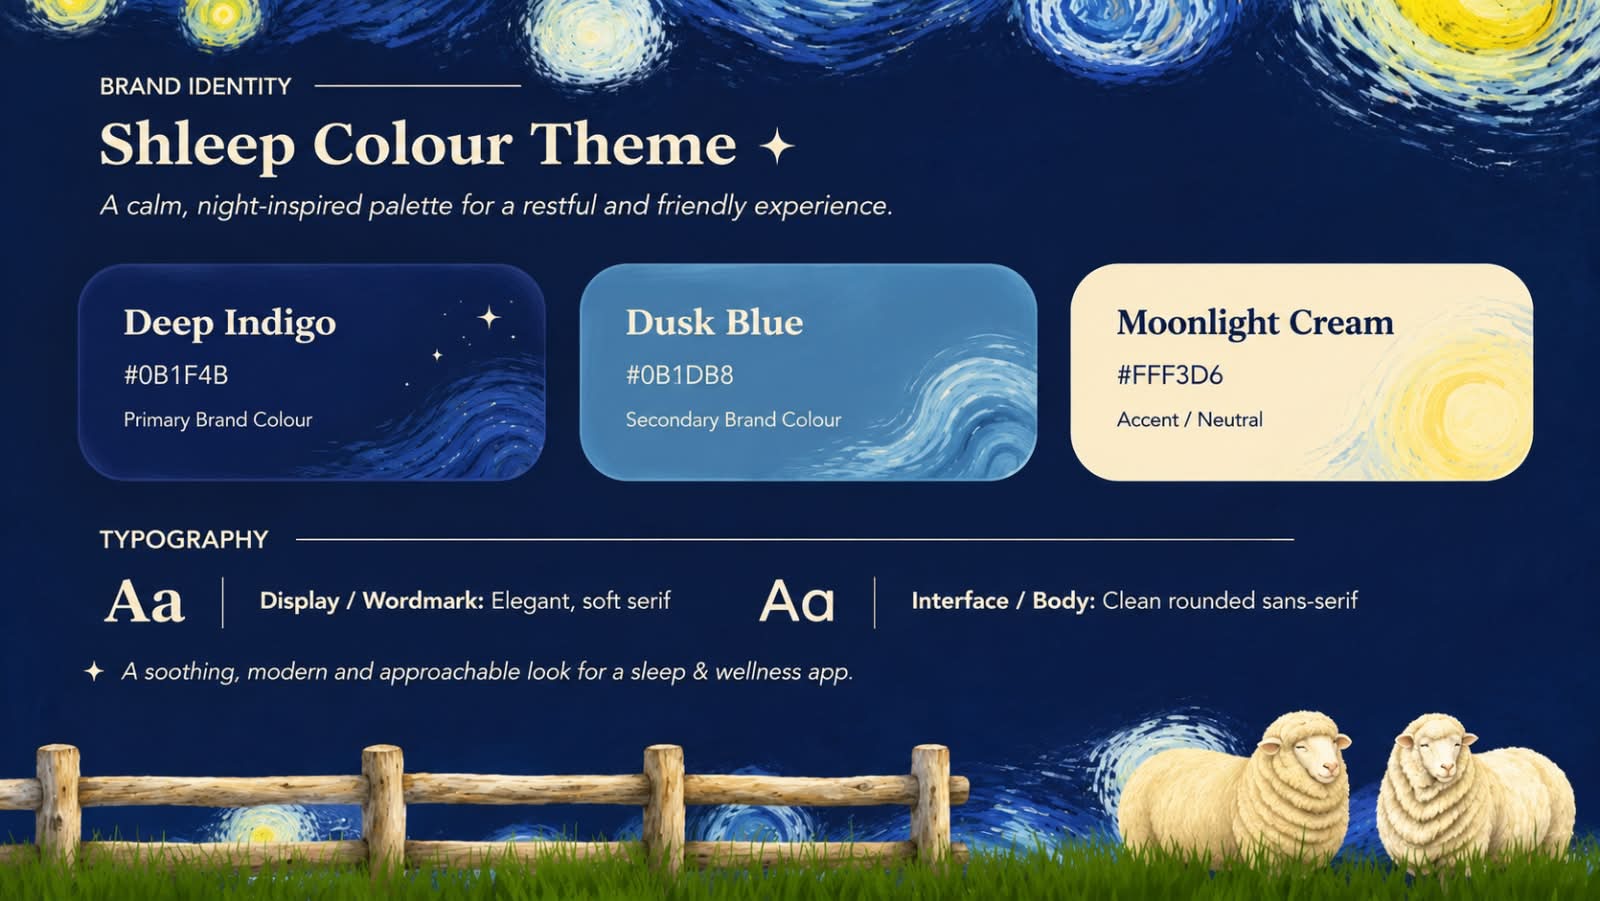 BRAND IDENTITY
Shleep Colour Theme
A calm, night-inspired palette for a restful and friendly experience.
Deep Indigo
#0B1F4B
Primary Brand Colour
Dusk Blue
#0B1DB8
Secondary Brand Colour
Moonlight Cream
#FFF3D6
Accent / Neutral
TYPOGRAPHY
Aa
Display / Wordmark: Elegant, soft serif
Aa
Interface / Body: Clean rounded sans-serif
A soothing, modern and approachable look for a sleep & wellness app.